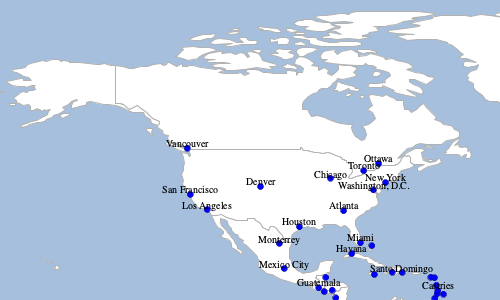 Vancouver
Ottawa
Toronto
Chicago
New York
Denver
Washington, D.C.
San Francisco
Los Angeles
Atlanta
Houston
Monterrey
Miami
Havana
Mexico City
Santo Domingo
Guatemala
Castries